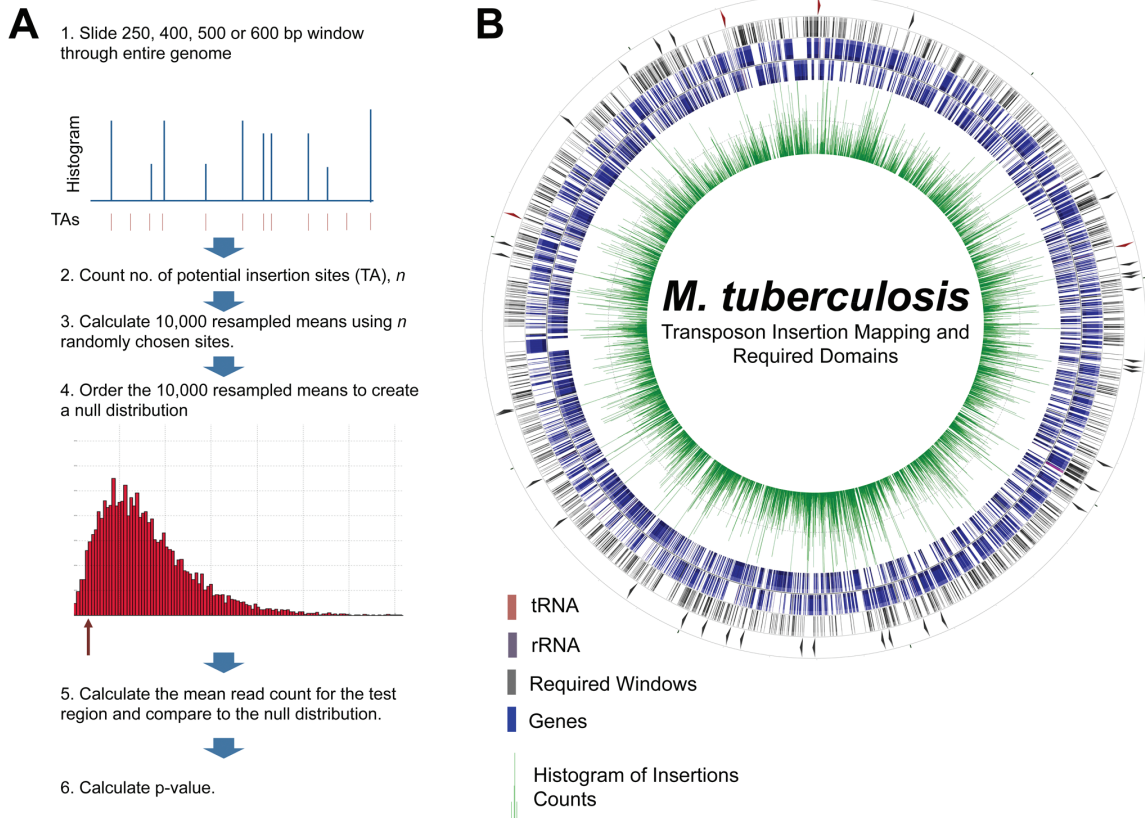 A
1. Slide 250, 400, 500 or 600 bp window
through entire genome
Histogram
TAs
2. Count no. of potential insertion sites (TA), n
3. Calculate 10,000 resampled means using n
randomly chosen sites.
4. Order the 10,000 resampled means to create
a null distribution
5. Calculate the mean read count for the test
region and compare to the null distribution.
6. Calculate p-value.
B
M. tuberculosis
Transposon Insertion Mapping and
Required Domains
tRNA
rRNA
Required Windows
Genes
Histogram of Insertions
Counts